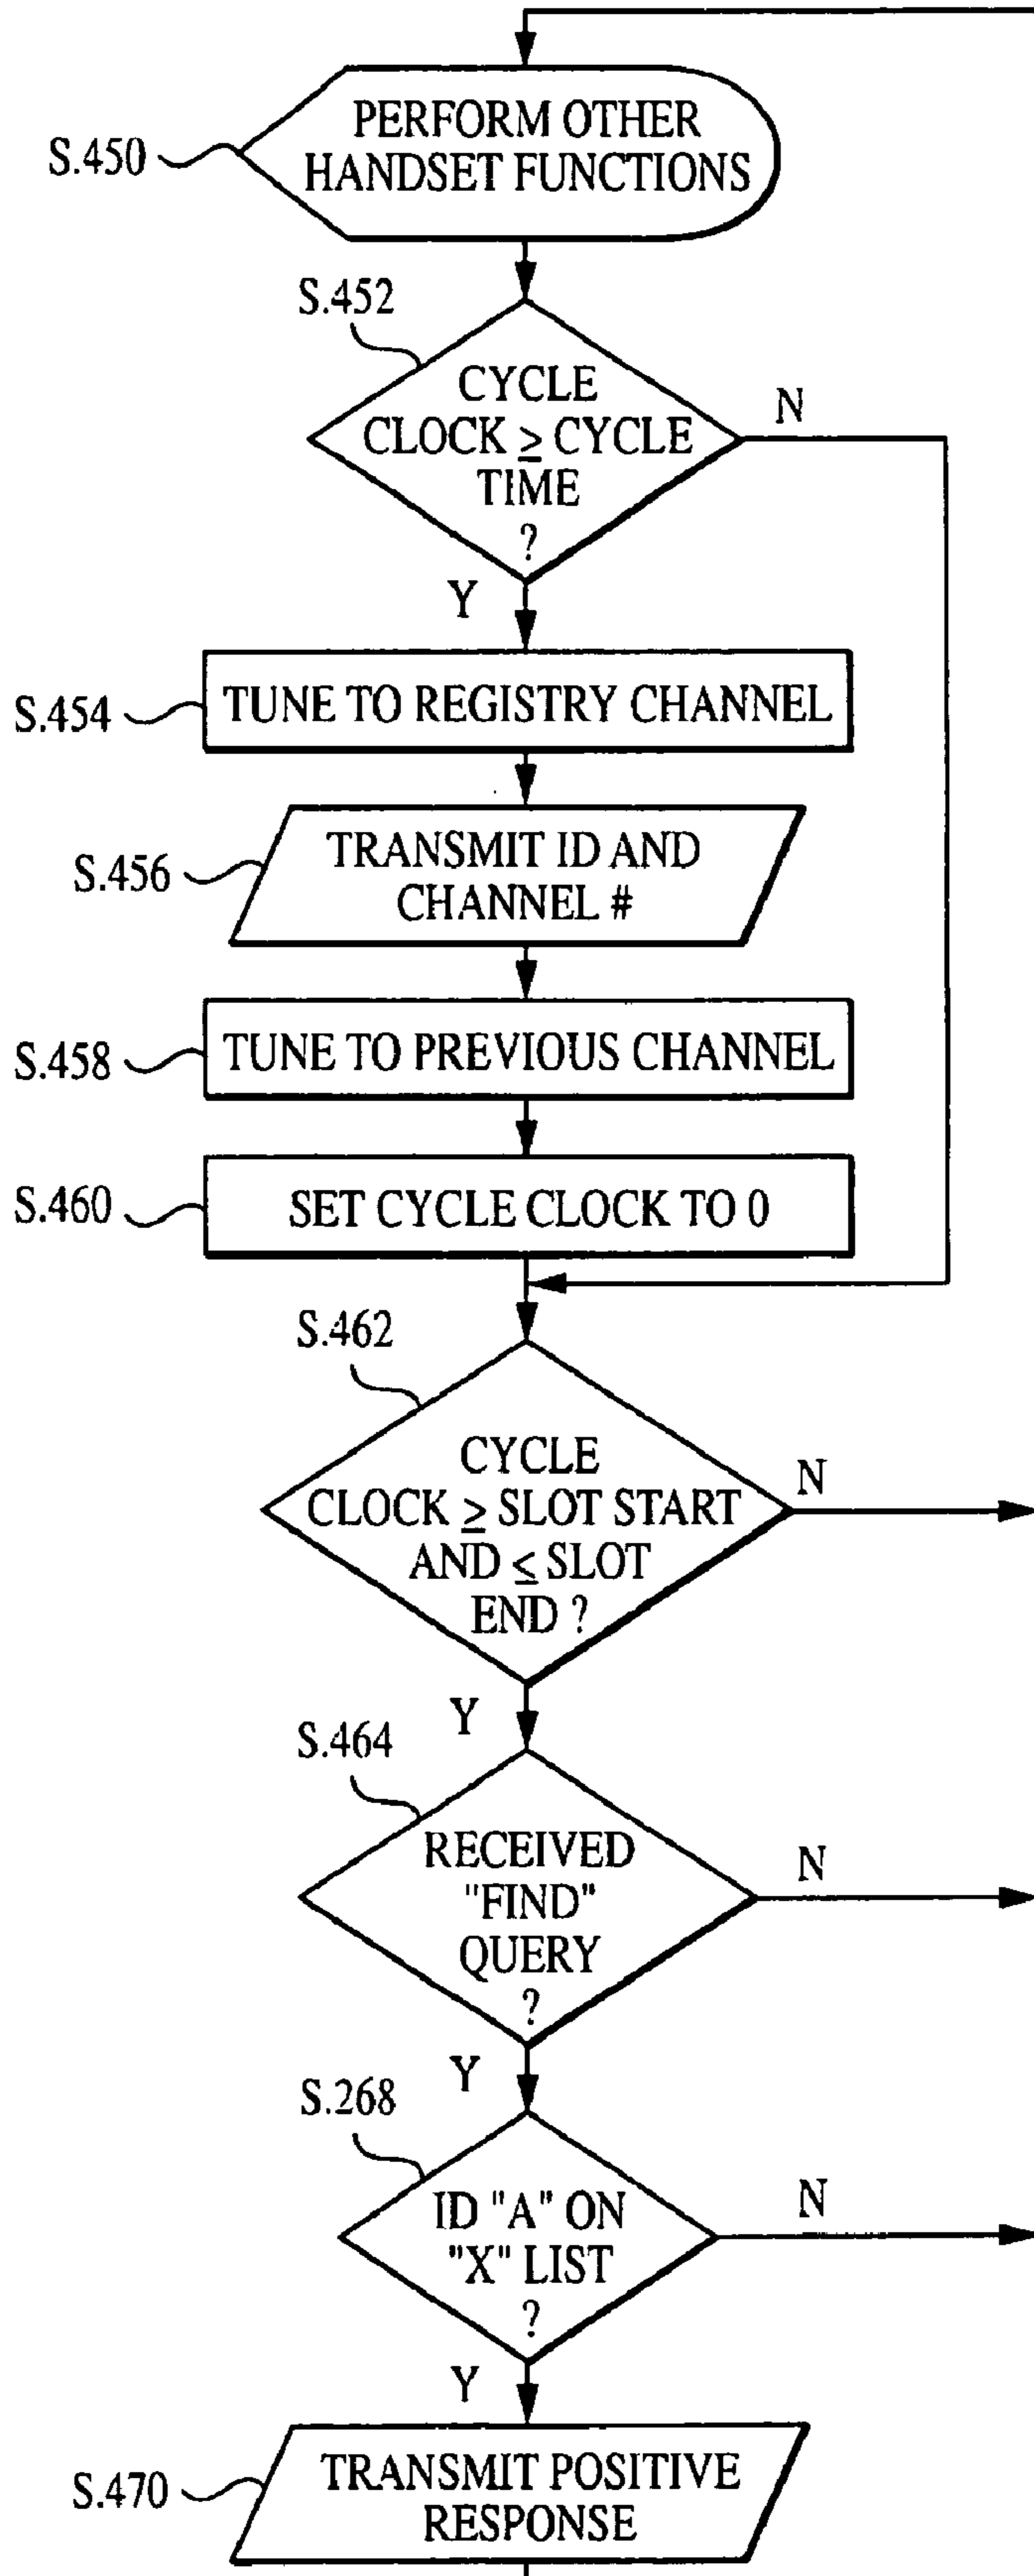 PERFORM OTHER
HANDSET FUNCTIONS
S.450
S.452
CYCLE
CLOCK ≥ CYCLE
TIME
?
N
Y
S.454
TUNE TO REGISTRY CHANNEL
S.456
TRANSMIT ID AND
CHANNEL #
S.458
TUNE TO PREVIOUS CHANNEL
S.460
SET CYCLE CLOCK TO 0
S.462
CYCLE
CLOCK ≥ SLOT START
AND ≤ SLOT
END ?
N
Y
S.464
RECEIVED
"FIND"
QUERY
?
N
Y
S.268
ID "A" ON
"X" LIST
?
N
Y
S.470
TRANSMIT POSITIVE
RESPONSE